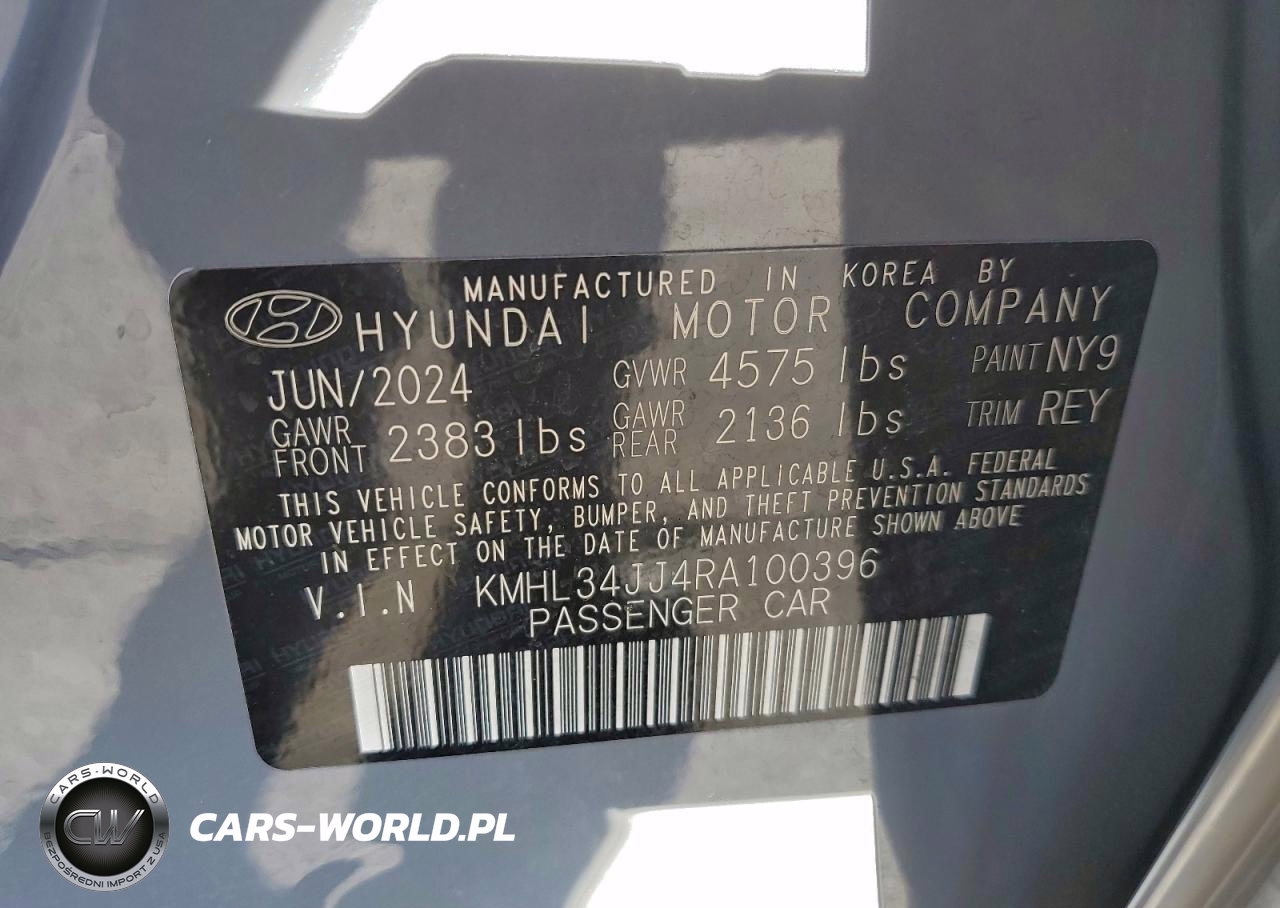 MANUFACTURED IN KOREA BY
HYUNDAI MOTOR COMPANY
JUN/2024 GVWR 4575 lbs PAINT NY9
GAWR FRONT 2383 lbs GAWR REAR 2136 lbs TRIM REY
THIS VEHICLE CONFORMS TO ALL APPLICABLE U.S.A. FEDERAL
MOTOR VEHICLE SAFETY, BUMPER, AND THEFT PREVENTION STANDARDS
IN EFFECT ON THE DATE OF MANUFACTURE SHOWN ABOVE
V.I.N KMHL34JJ4RA100396
PASSENGER CAR
CARS-WORLD
CW
BEZPOŚREDNI IMPORT Z USA
CARS-WORLD.PL